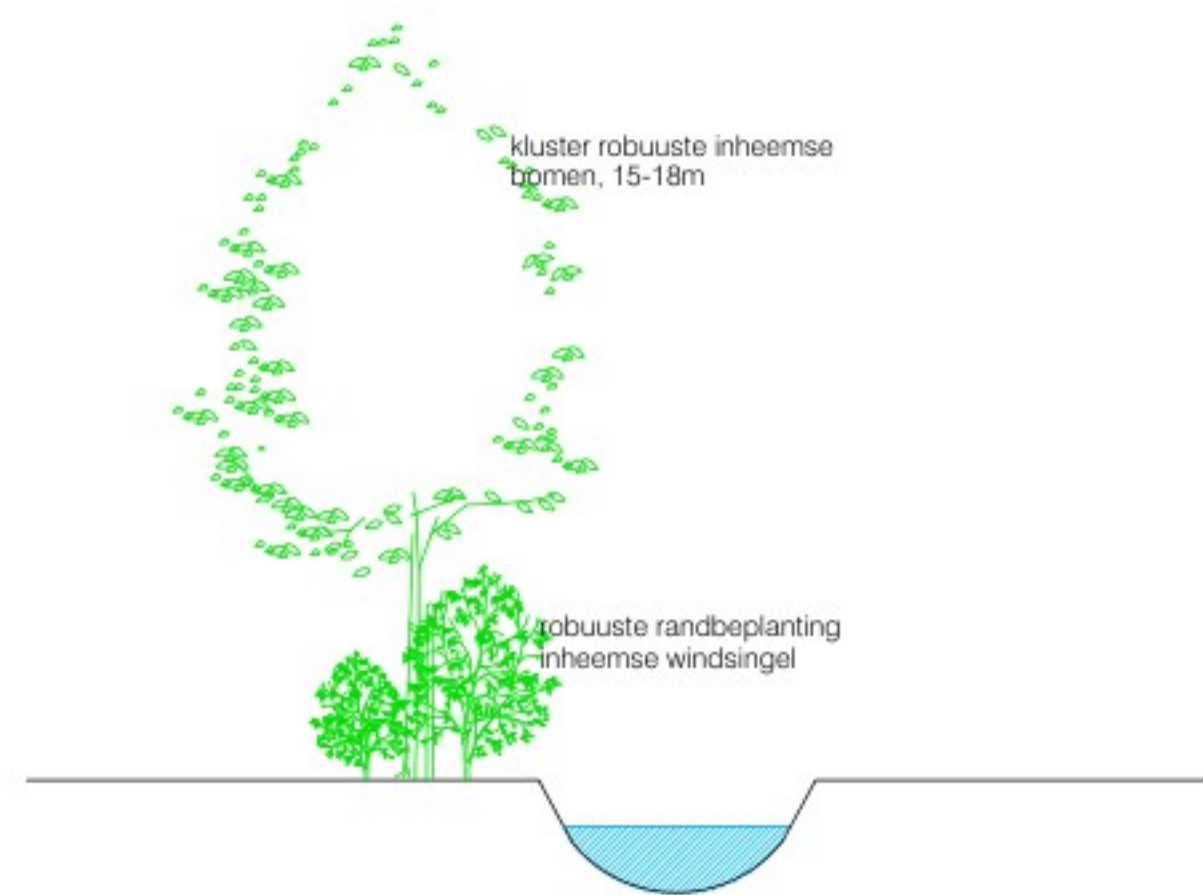 kluster robuuste inheemse
bomen, 15-18m
robuuste randbeplanting
inheemse windsingel